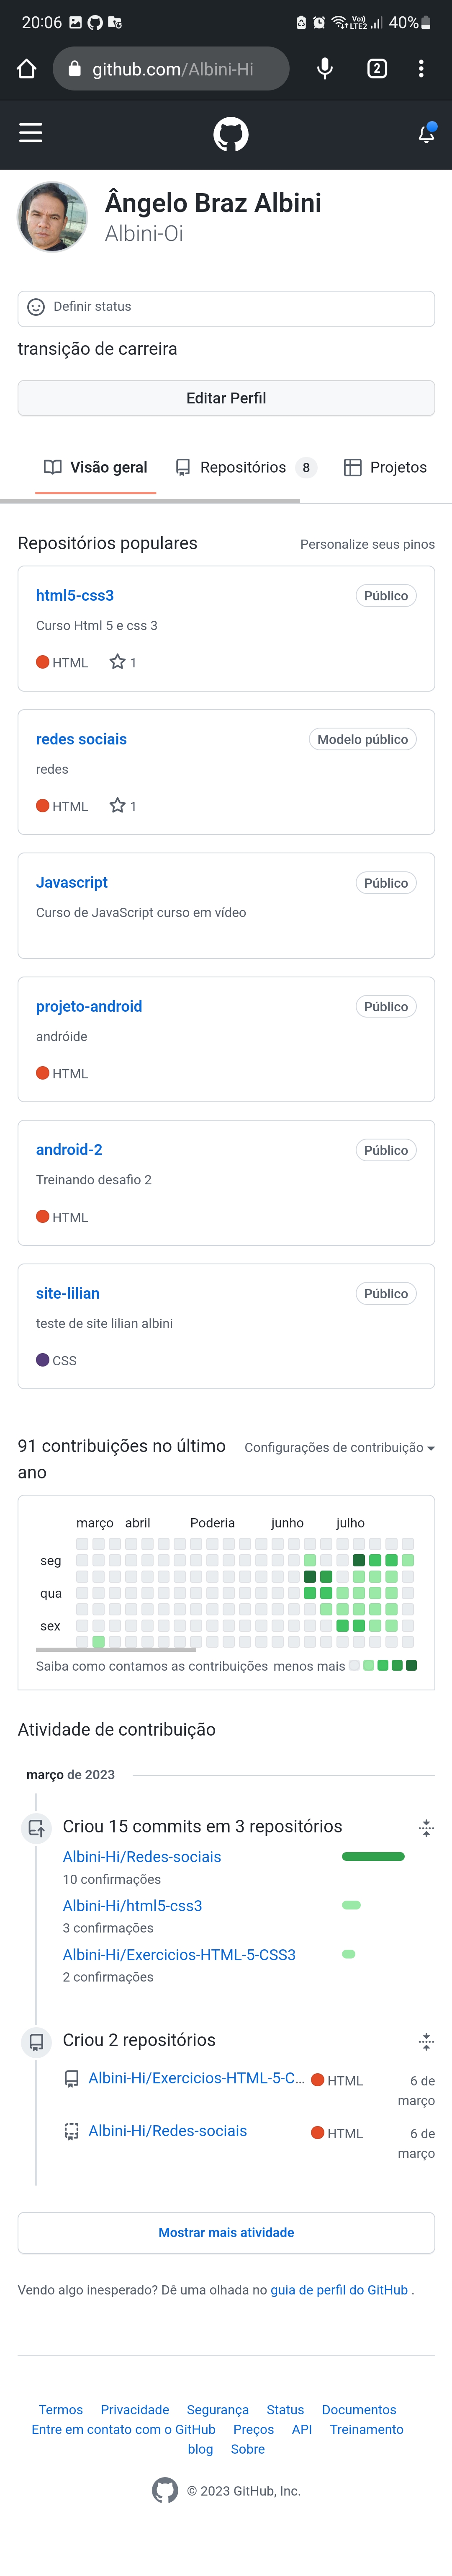 20:06
Vo))
LTE2
40%
github.com/Albini-Hi
2
Ângelo Braz Albini
Albini-Oi
Definir status
transição de carreira
Editar Perfil
Visão geral
Repositórios 8
Projetos
Repositórios populares
Personalize seus pinos
html5-css3
Público
Curso Html 5 e css 3
HTML
1
redes sociais
Modelo público
redes
HTML
1
Javascript
Público
Curso de JavaScript curso em vídeo
projeto-android
Público
andróide
HTML
android-2
Público
Treinando desafio 2
HTML
site-lilian
Público
teste de site lilian albini
CSS
91 contribuições no último
ano
Configurações de contribuição
março abril Poderia junho julho
seg
qua
sex
Saiba como contamos as contribuições menos mais
Atividade de contribuição
março de 2023
Criou 15 commits em 3 repositórios
Albini-Hi/Redes-sociais
10 confirmações
Albini-Hi/html5-css3
3 confirmações
Albini-Hi/Exercicios-HTML-5-CSS3
2 confirmações
Criou 2 repositórios
Albini-Hi/Exercicios-HTML-5-C... HTML 6 de
março
Albini-Hi/Redes-sociais HTML 6 de
março
Mostrar mais atividade
Vendo algo inesperado? Dê uma olhada no guia de perfil do GitHub .
Termos Privacidade Segurança Status Documentos
Entre em contato com o GitHub Preços API Treinamento
blog Sobre
© 2023 GitHub, Inc.